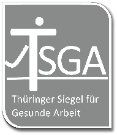 TSGA
Thüringer Siegel für
Gesunde Arbeit